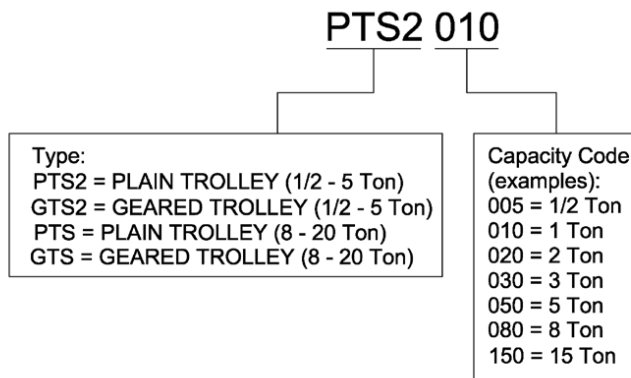 PTS2 010
Type:
PTS2 = PLAIN TROLLEY (1/2 - 5 Ton)
GTS2 = GEARED TROLLEY (1/2 - 5 Ton)
PTS = PLAIN TROLLEY (8 - 20 Ton)
GTS = GEARED TROLLEY (8 - 20 Ton)
Capacity Code
(examples):
005 = 1/2 Ton
010 = 1 Ton
020 = 2 Ton
030 = 3 Ton
050 = 5 Ton
080 = 8 Ton
150 = 15 Ton